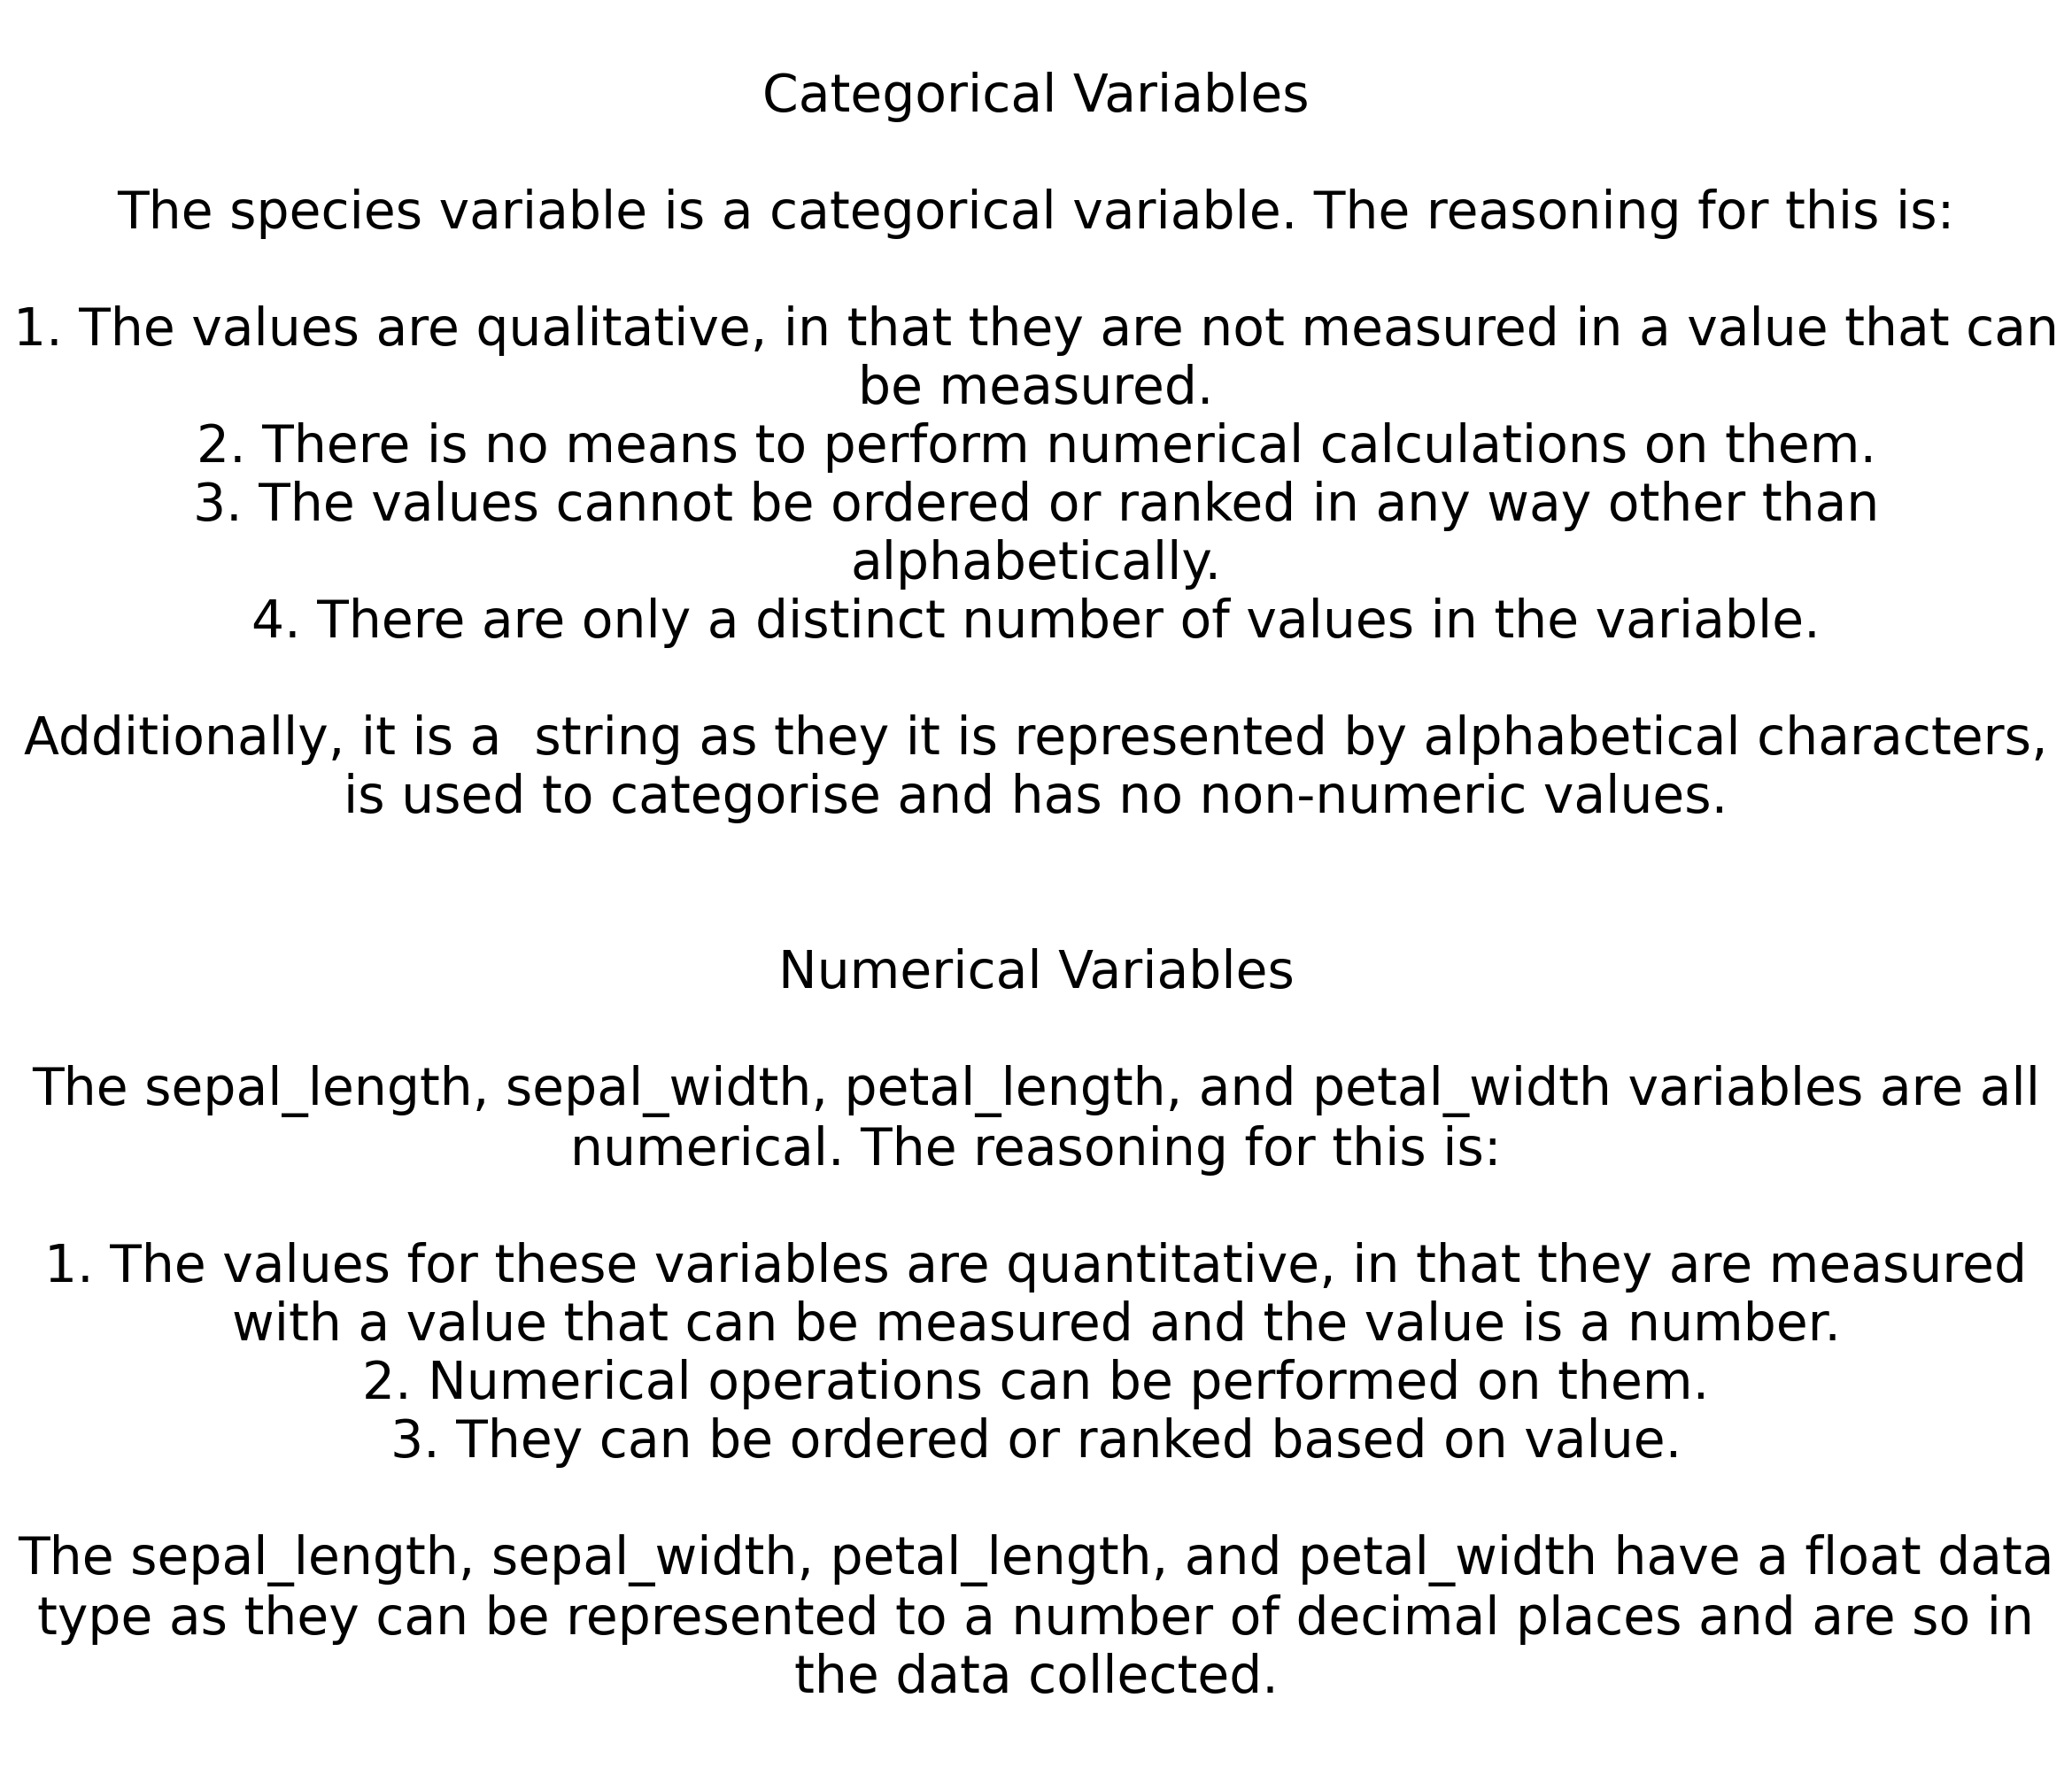 Categorical Variables
The species variable is a categorical variable. The reasoning for this is:
1. The values are qualitative, in that they are not measured in a value that can
be measured.
2. There is no means to perform numerical calculations on them.
3. The values cannot be ordered or ranked in any way other than
alphabetically.
4. There are only a distinct number of values in the variable.
Additionally, it is a  string as they it is represented by alphabetical characters,
is used to categorise and has no non-numeric values.
Numerical Variables
The sepal_length, sepal_width, petal_length, and petal_width variables are all
numerical. The reasoning for this is:
1. The values for these variables are quantitative, in that they are measured
with a value that can be measured and the value is a number.
2. Numerical operations can be performed on them.
3. They can be ordered or ranked based on value.
The sepal_length, sepal_width, petal_length, and petal_width have a float data
type as they can be represented to a number of decimal places and are so in
the data collected.